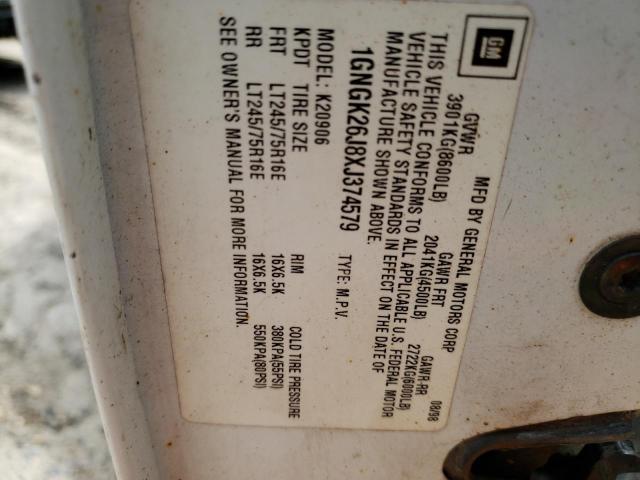 GM
MFD BY GENERAL MOTORS CORP 08/98
GVWR GAWR FRT GAWR RR
3901KG(8600LB) 2041KG(4500LB) 2722KG(6000LB)
THIS VEHICLE CONFORMS TO ALL APPLICABLE U.S. FEDERAL MOTOR
VEHICLE SAFETY STANDARDS IN EFFECT ON THE DATE OF
MANUFACTURE SHOWN ABOVE.
1GNGK26J8XJ374579 TYPE: M.P.V.
MODEL: K20906
KPDT TIRE SIZE RIM COLD TIRE PRESSURE
FRT LT245/75R16E 16X6.5K 380KPA(55PSI)
RR LT245/75R16E 16X6.5K 550KPA(80PSI)
SEE OWNER'S MANUAL FOR MORE INFORMATION.